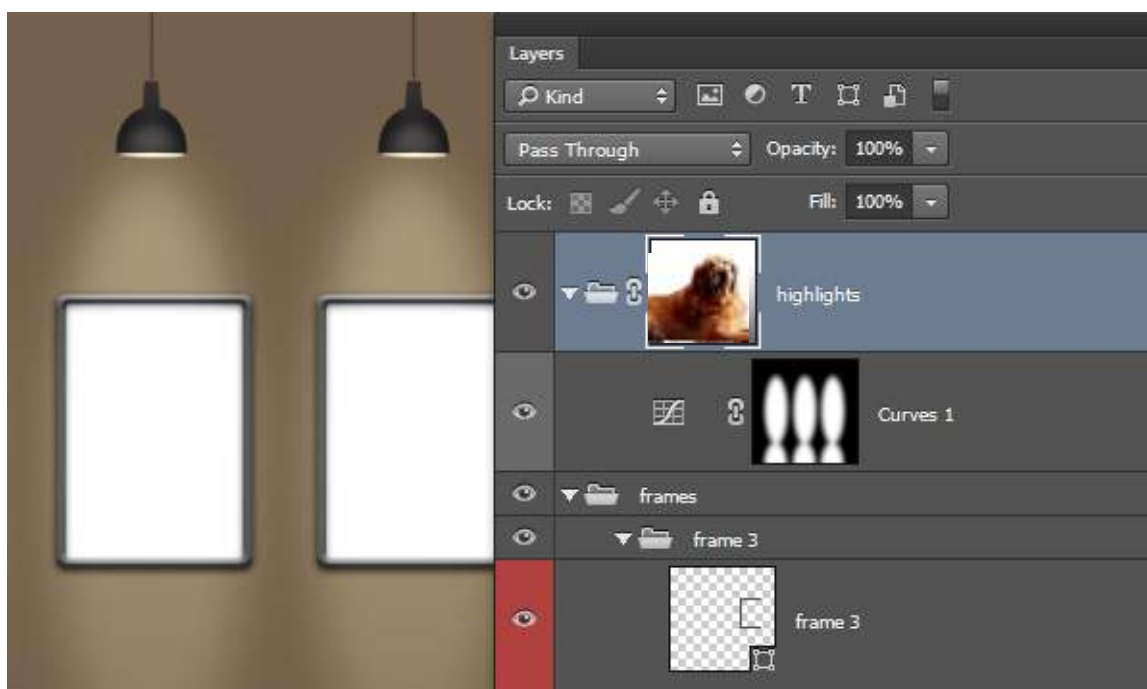 Layers
Kind
T
Pass Through Opacity: 100%
Lock: Fill: 100%
highlights
Curves 1
frames
frame 3
frame 3